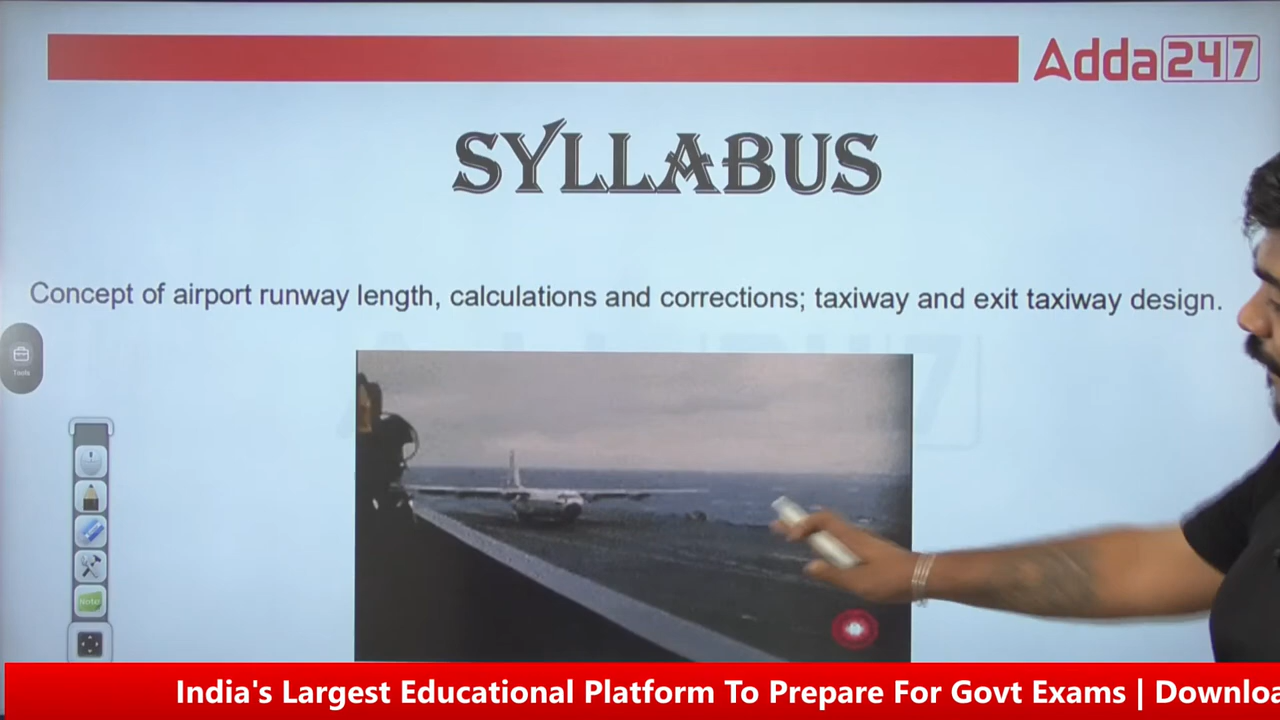 Adda247
SYLLABUS
Concept of airport runway length, calculations and corrections; taxiway and exit taxiway design.
Tools
Note
India's Largest Educational Platform To Prepare For Govt Exams | Downloa